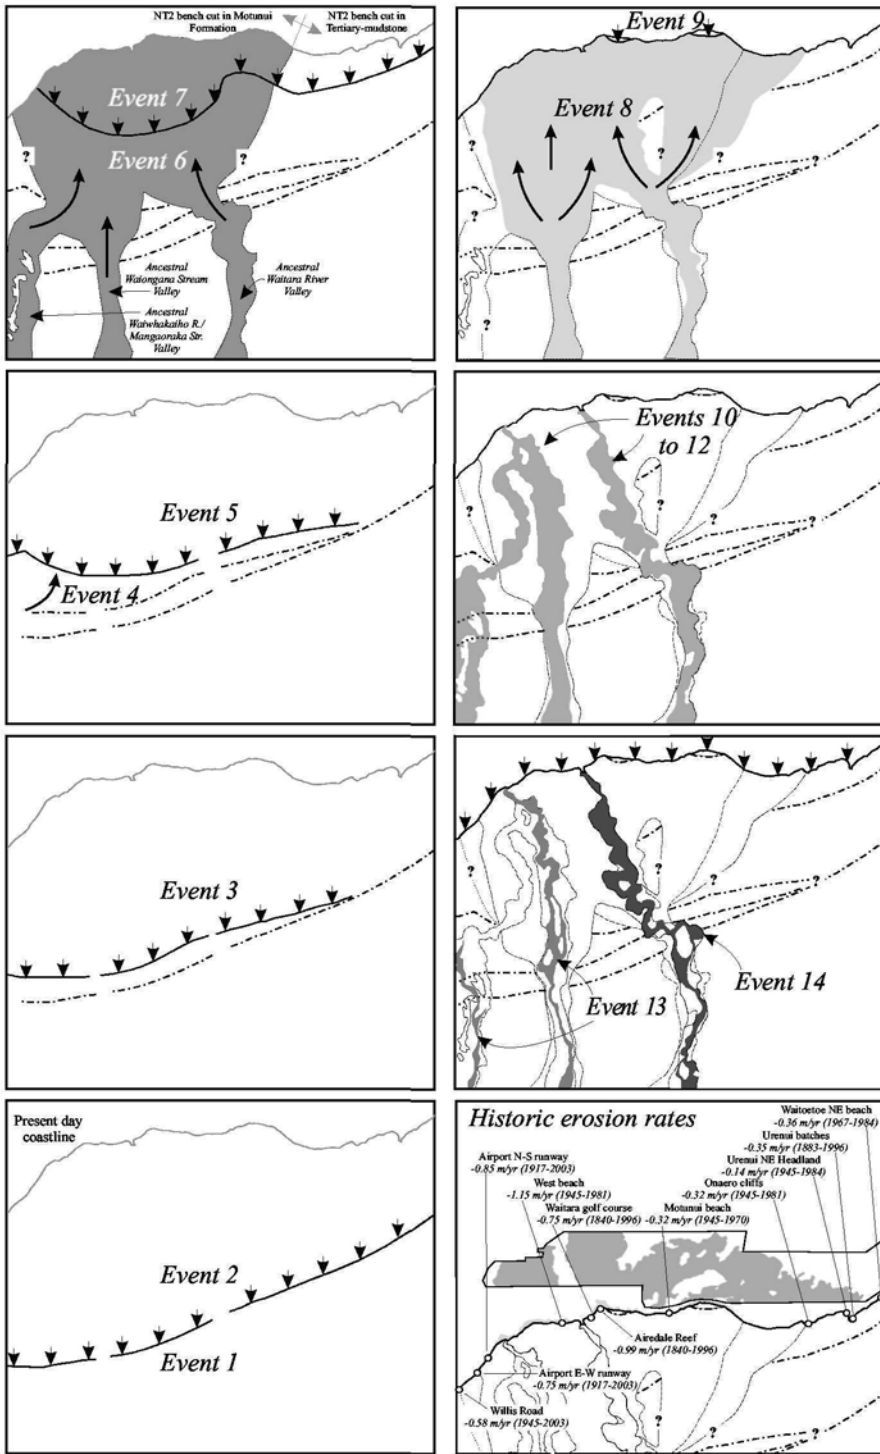 NT2 bench cut in Motunui
Formation
NT2 bench cut in
Tertiary-mudstone
Event 7
Event 6
?
?
Ancestral
Waiongana Stream
Valley
Ancestral
Waitara River
Valley
Ancestral
Waiwhakaiho R./
Mangaoraka Str.
Valley
Event 9
Event 8
?
?
?
?
?
?
Event 5
Event 4
Events 10
to 12
?
?
?
?
Event 3
?
?
?
?
Event 13
Event 14
Present day
coastline
Event 2
Event 1
Historic erosion rates
Waitoetoe NE beach
-0.36 m/yr (1967-1984)
Urenui batches
-0.35 m/yr (1883-1996)
Urenui NE Headland
-0.14 m/yr (1945-1984)
Airport N-S runway
-0.85 m/yr (1917-2003)
West beach
-1.15 m/yr (1945-1981)
Onaero cliffs
-0.32 m/yr (1945-1981)
Waitara golf course
-0.75 m/yr (1840-1996)
Motunui beach
-0.32 m/yr (1945-1970)
Airedale Reef
-0.99 m/yr (1840-1996)
Airport E-W runway
-0.75 m/yr (1917-2003)
Willis Road
-0.58 m/yr (1945-2003)
?
?